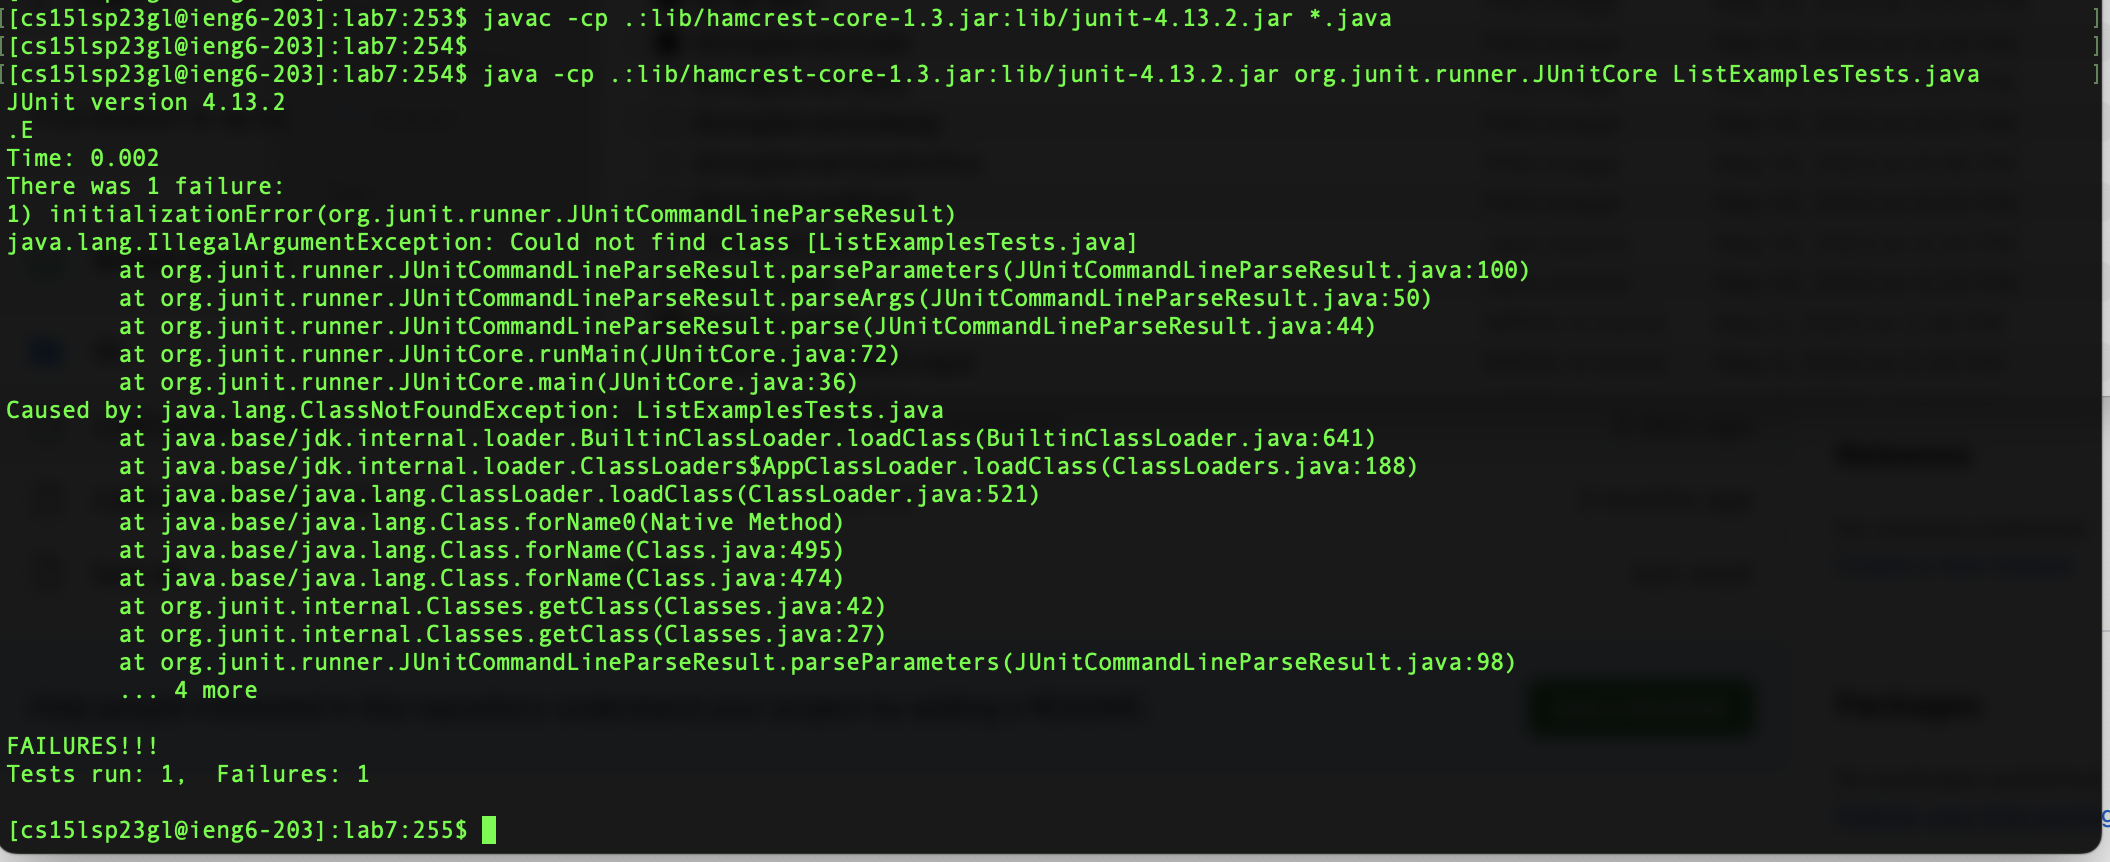 [[cs15lsp23gl@ieng6-203]:lab7:253$ javac -cp .:lib/hamcrest-core-1.3.jar:lib/junit-4.13.2.jar *.java ]
[[cs15lsp23gl@ieng6-203]:lab7:254$ ]
[[cs15lsp23gl@ieng6-203]:lab7:254$ java -cp .:lib/hamcrest-core-1.3.jar:lib/junit-4.13.2.jar org.junit.runner.JUnitCore ListExamplesTests.java ]
JUnit version 4.13.2
.E
Time: 0.002
There was 1 failure:
1) initializationError(org.junit.runner.JUnitCommandLineParseResult)
java.lang.IllegalArgumentException: Could not find class [ListExamplesTests.java]
at org.junit.runner.JUnitCommandLineParseResult.parseParameters(JUnitCommandLineParseResult.java:100)
at org.junit.runner.JUnitCommandLineParseResult.parseArgs(JUnitCommandLineParseResult.java:50)
at org.junit.runner.JUnitCommandLineParseResult.parse(JUnitCommandLineParseResult.java:44)
at org.junit.runner.JUnitCore.runMain(JUnitCore.java:72)
at org.junit.runner.JUnitCore.main(JUnitCore.java:36)
Caused by: java.lang.ClassNotFoundException: ListExamplesTests.java
at java.base/jdk.internal.loader.BuiltinClassLoader.loadClass(BuiltinClassLoader.java:641)
at java.base/jdk.internal.loader.ClassLoaders$AppClassLoader.loadClass(ClassLoaders.java:188)
at java.base/java.lang.ClassLoader.loadClass(ClassLoader.java:521)
at java.base/java.lang.Class.forName0(Native Method)
at java.base/java.lang.Class.forName(Class.java:495)
at java.base/java.lang.Class.forName(Class.java:474)
at org.junit.internal.Classes.getClass(Classes.java:42)
at org.junit.internal.Classes.getClass(Classes.java:27)
at org.junit.runner.JUnitCommandLineParseResult.parseParameters(JUnitCommandLineParseResult.java:98)
... 4 more
FAILURES!!!
Tests run: 1,  Failures: 1
[cs15lsp23gl@ieng6-203]:lab7:255$